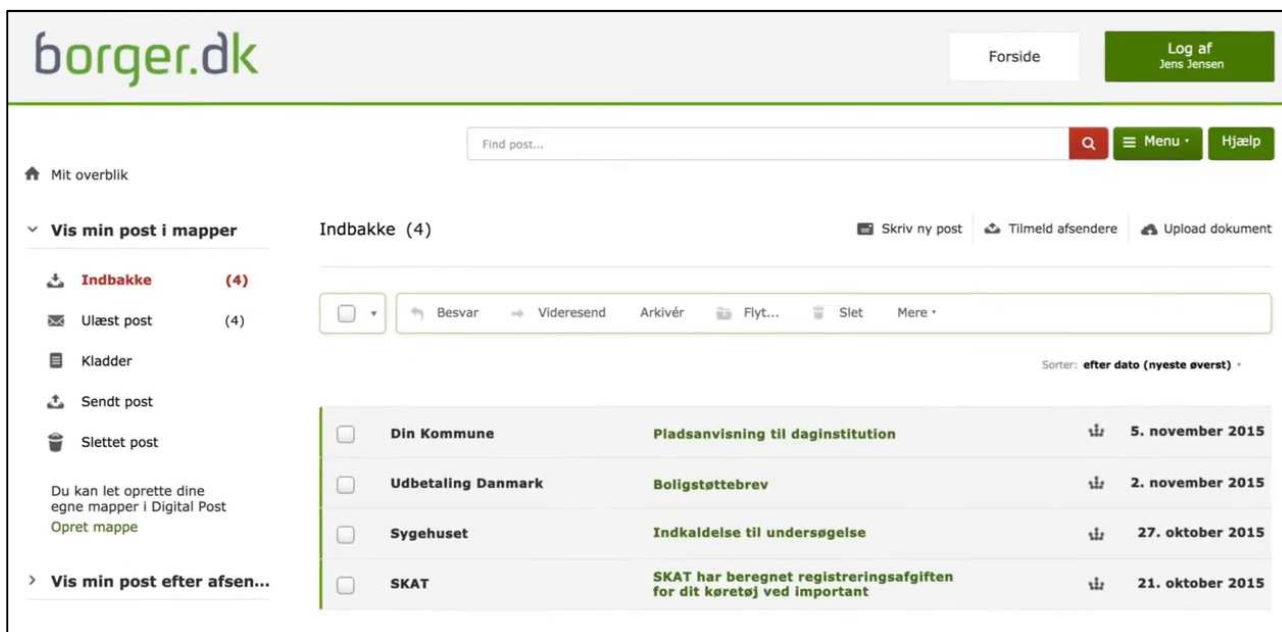 borger.dk
Forside
Log af
Jens Jensen
Find post...
Menu
Hjælp
Mit overblik
Vis min post i mapper
Indbakke (4)
Ulæst post (4)
Kladder
Sendt post
Slettet post
Du kan let oprette dine
egne mapper i Digital Post
Opret mappe
Vis min post efter afsen...
Indbakke (4)
Skriv ny post
Tilmeld afsendere
Upload dokument
Besvar Videresend Arkivér Flyt... Slet Mere
Sorter: efter dato (nyeste øverst)
Din Kommune Pladsanvisning til daginstitution 5. november 2015
Udbetaling Danmark Boligstøttebrev 2. november 2015
Sygehuset Indkaldelse til undersøgelse 27. oktober 2015
SKAT SKAT har beregnet registreringsafgiften 21. oktober 2015
for dit køretøj ved important